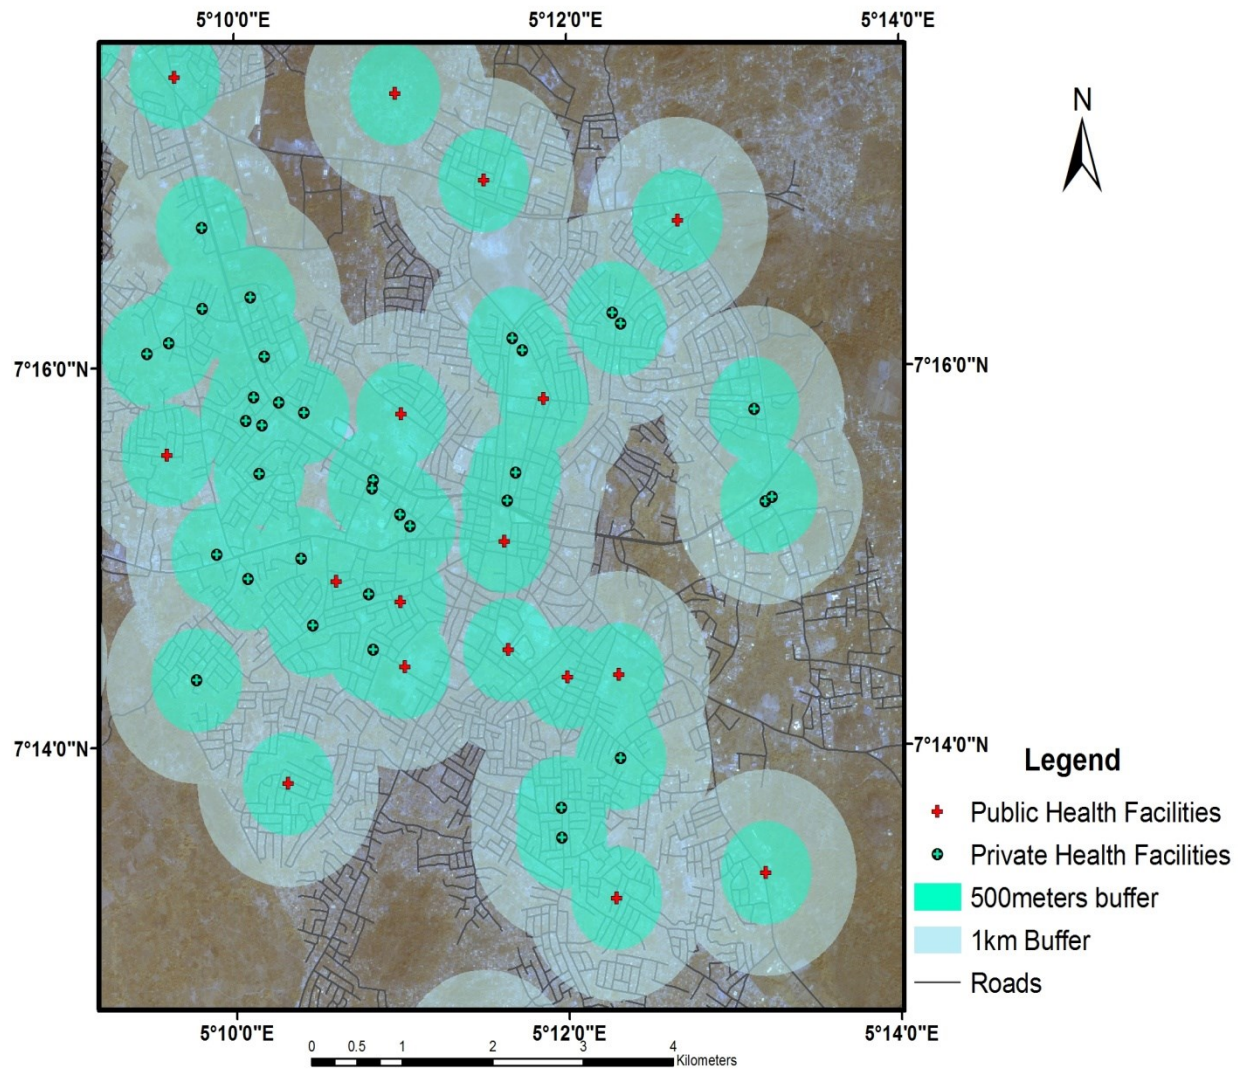 5°10'0"E 5°12'0"E 5°14'0"E
N
7°16'0"N 7°16'0"N
7°14'0"N 7°14'0"N
Legend
Public Health Facilities
Private Health Facilities
500meters buffer
1km Buffer
Roads
5°10'0"E 5°12'0"E 5°14'0"E
0 0.5 1 2 3 4
Kilometers